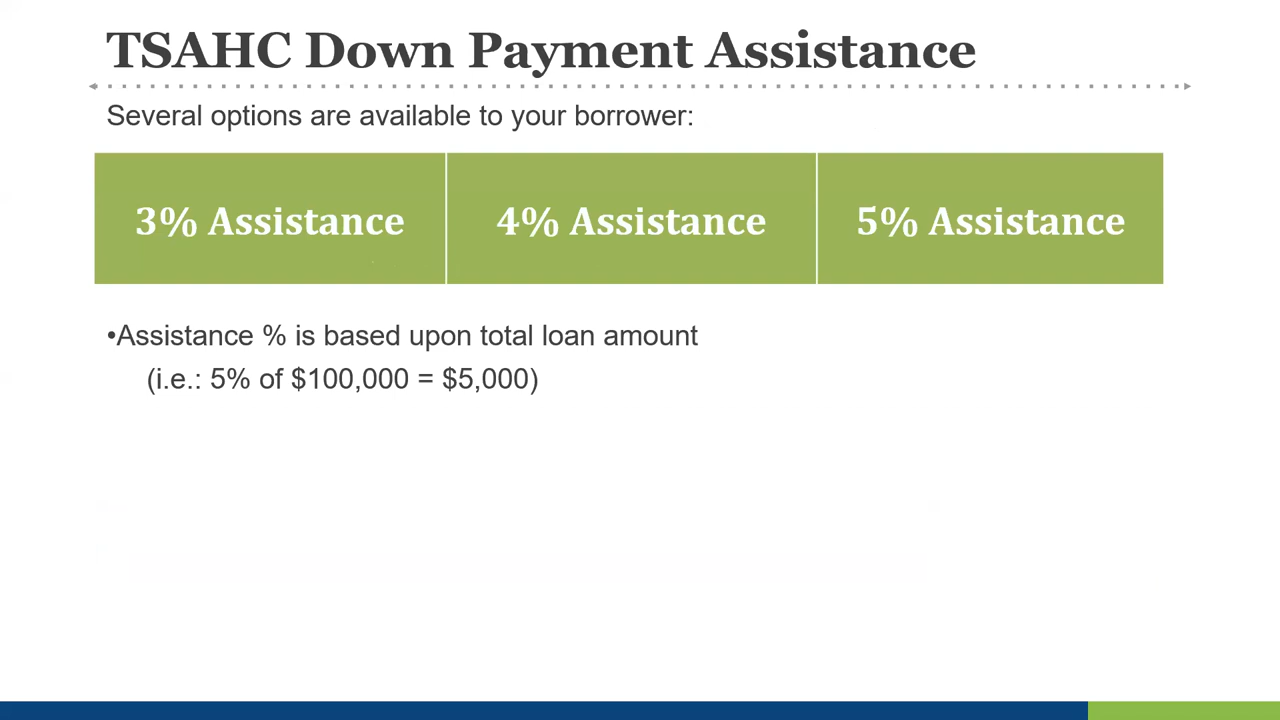 TSAHC Down Payment Assistance
Several options are available to your borrower:
3% Assistance
4% Assistance
5% Assistance
•Assistance % is based upon total loan amount
(i.e.: 5% of $100,000 = $5,000)